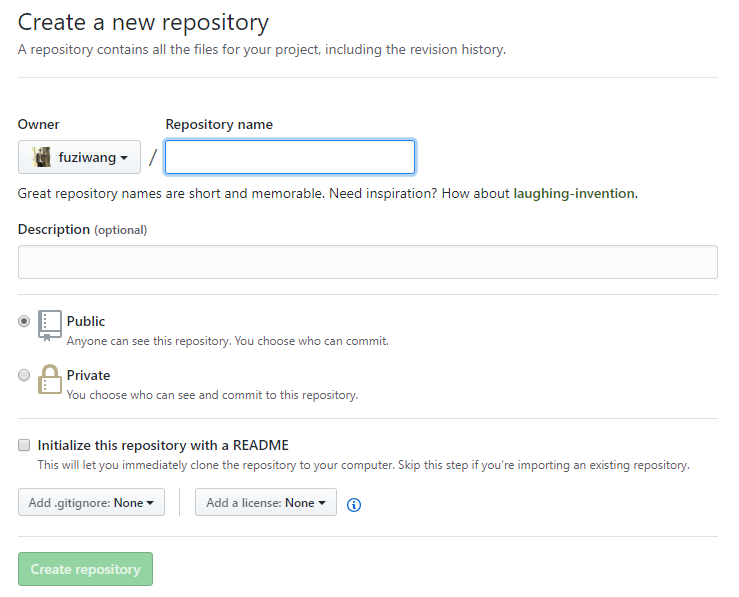 Create a new repository
A repository contains all the files for your project, including the revision history.
Owner
Repository name
fuziwang
/
Great repository names are short and memorable. Need inspiration? How about laughing-invention.
Description (optional)
Public
Anyone can see this repository. You choose who can commit.
Private
You choose who can see and commit to this repository.
Initialize this repository with a README
This will let you immediately clone the repository to your computer. Skip this step if you’re importing an existing repository.
Add .gitignore: None
Add a license: None
Create repository